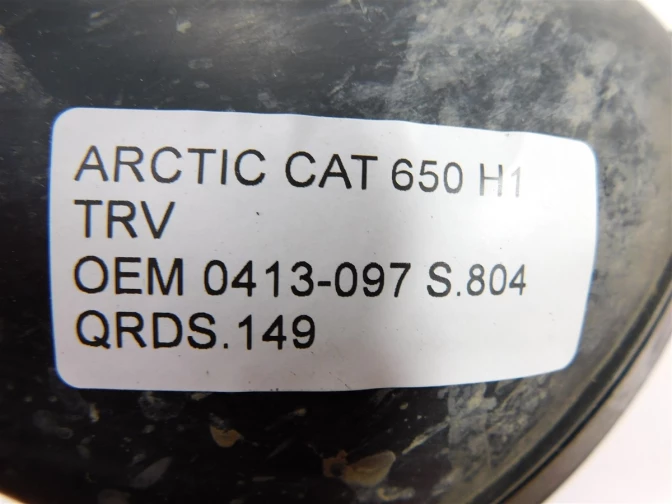 ARCTIC CAT 650 H1
TRV
OEM 0413-097 S.804
QRDS.149